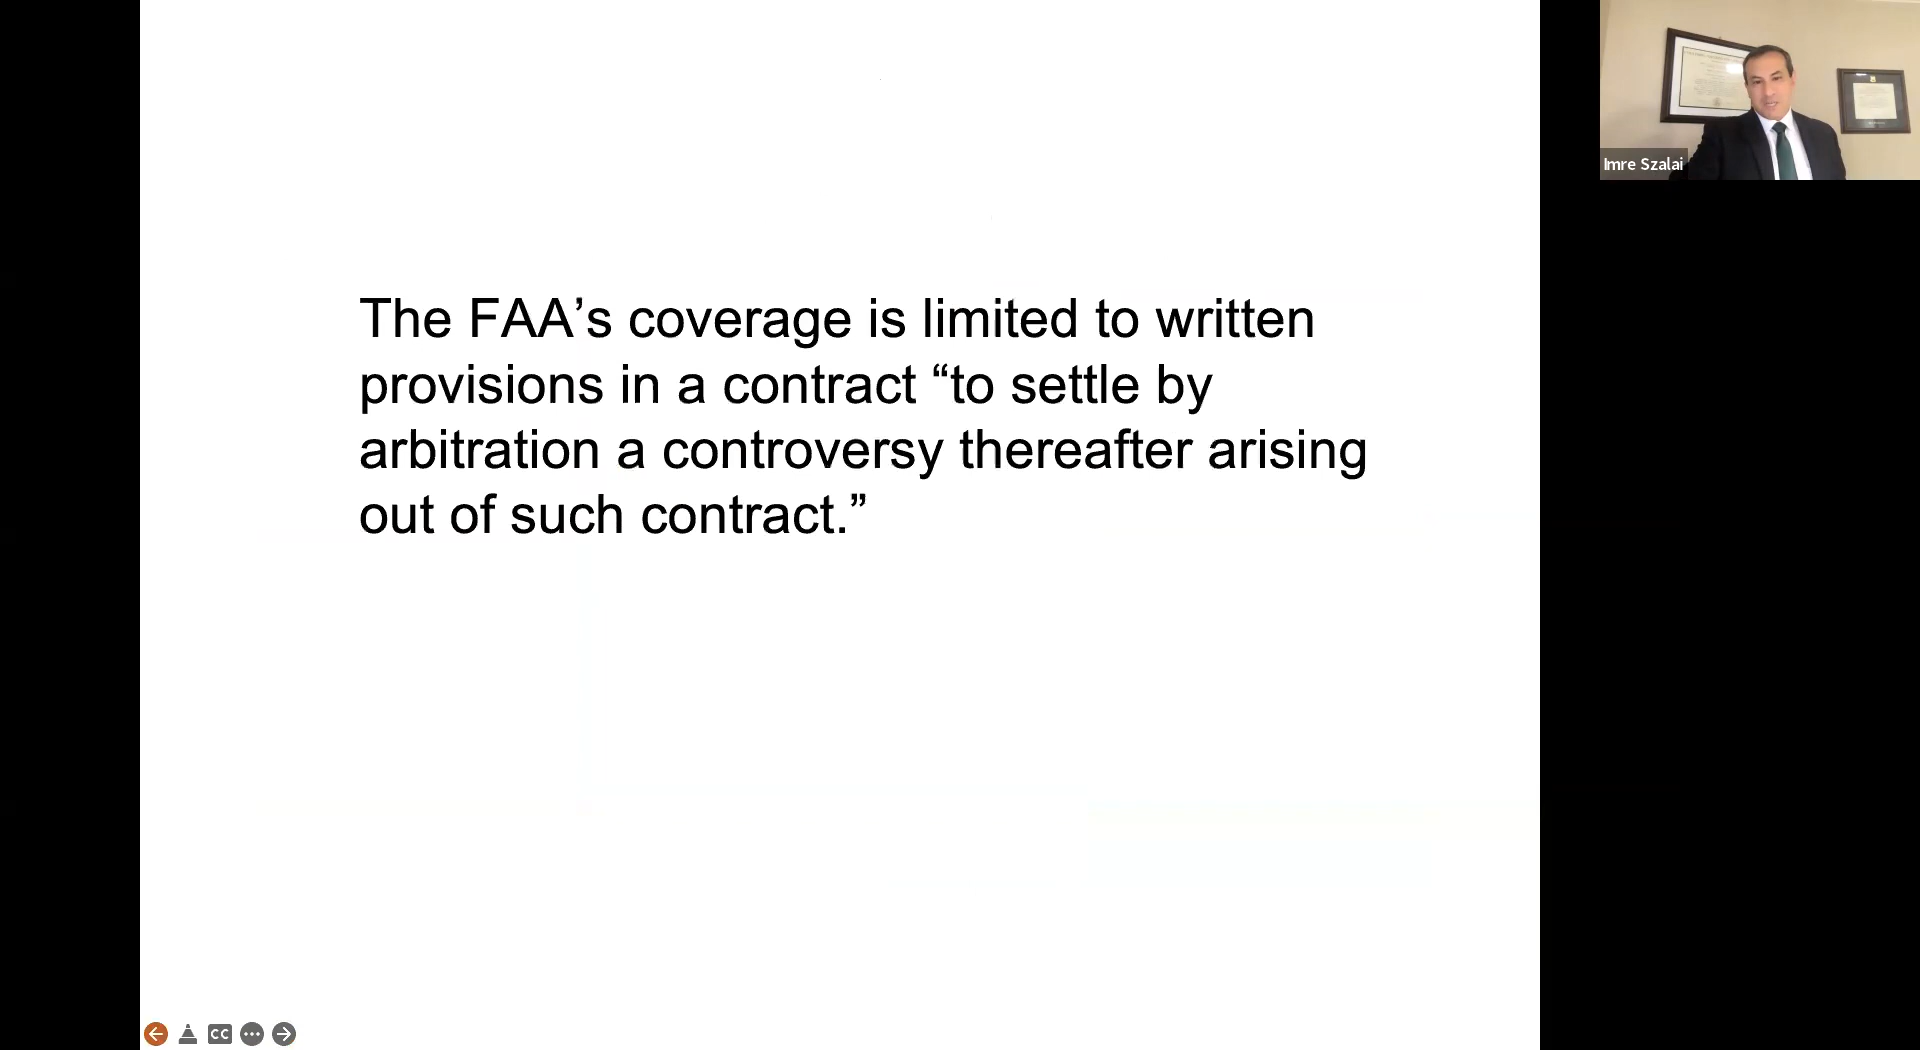 The FAA’s coverage is limited to written
provisions in a contract “to settle by
arbitration a controversy thereafter arising
out of such contract.”
Imre Szalai
CC